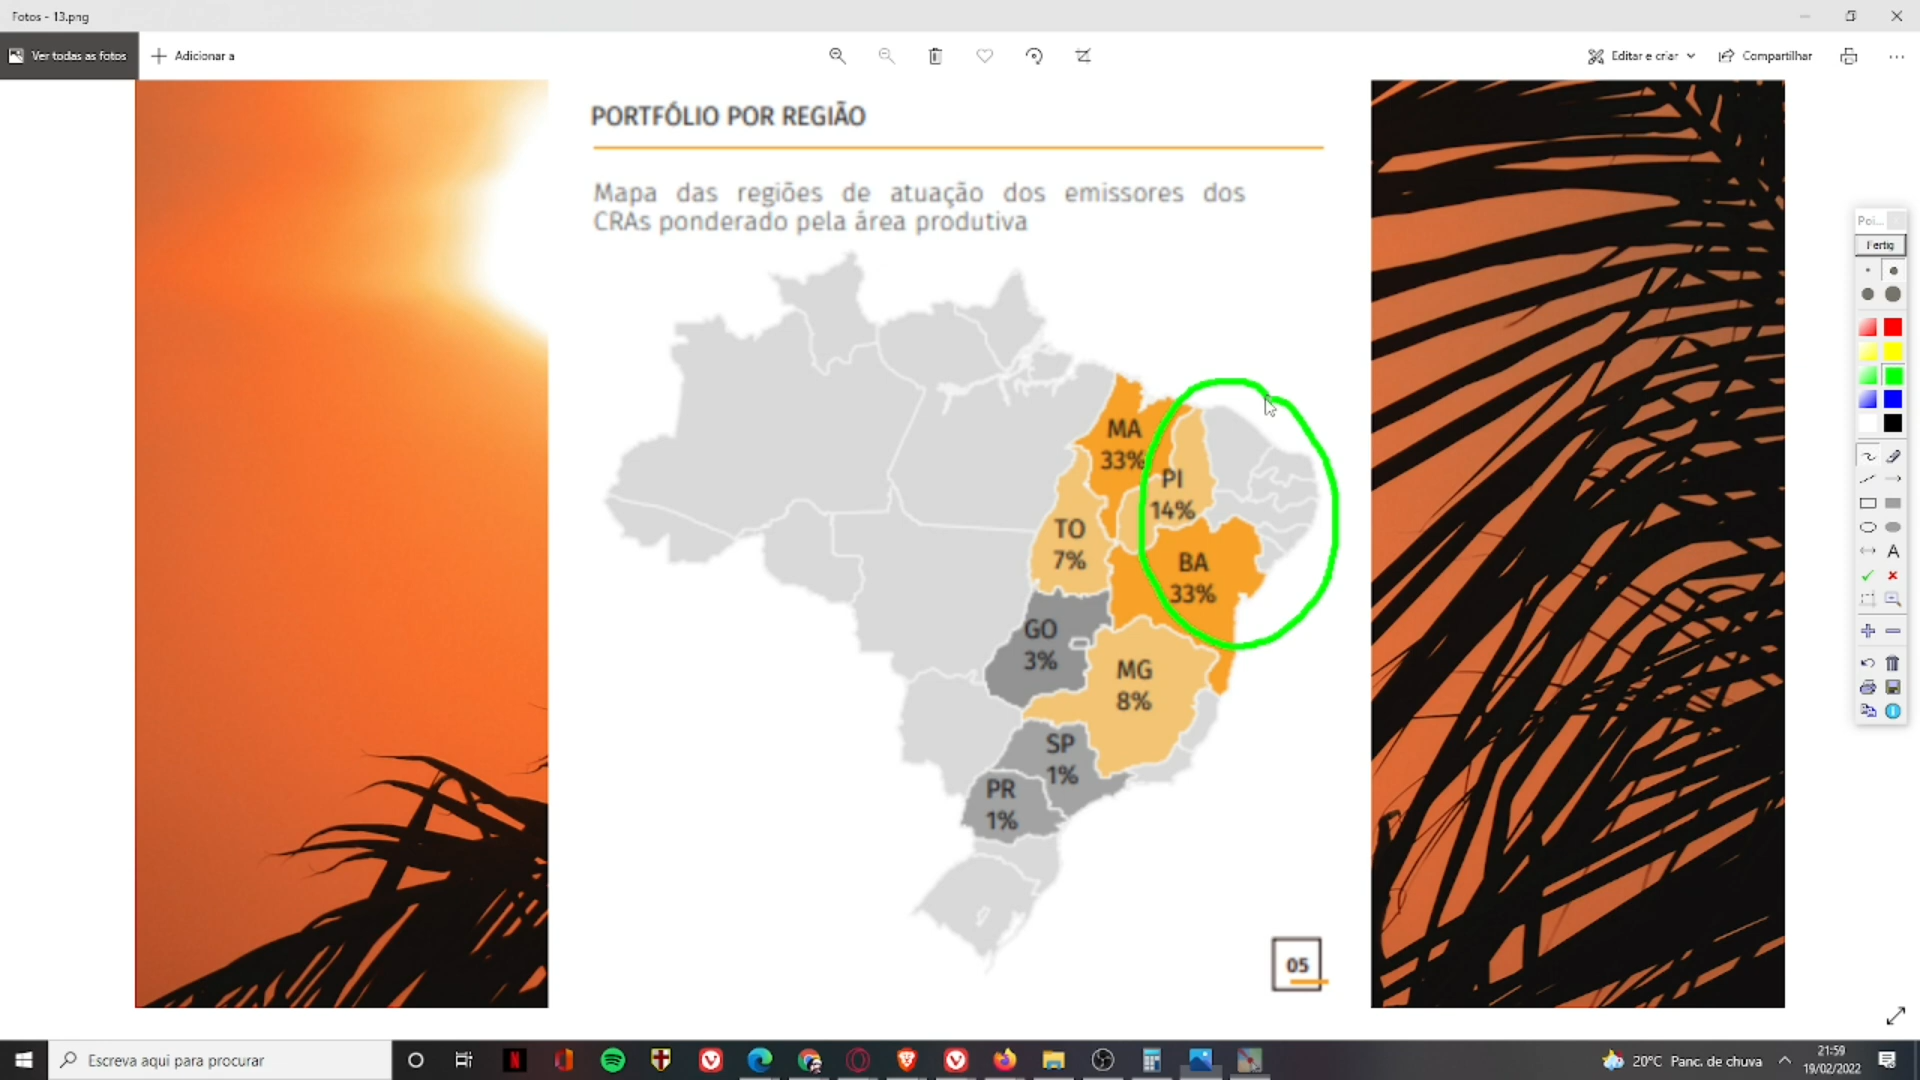 Fotos - 13.png
Ver todas as fotos
Adicionar a
Editar e criar
Compartilhar
PORTFÓLIO POR REGIÃO
Mapa das regiões de atuação dos emissores dos
CRAs ponderado pela área produtiva
Poi...
Fertig
MA
33%
PI
14%
TO
7%
BA
33%
GO
3%
MG
8%
SP
1%
PR
1%
05
A
Escreva aqui para procurar
20°C Panc. de chuva
21:59
19/02/2022